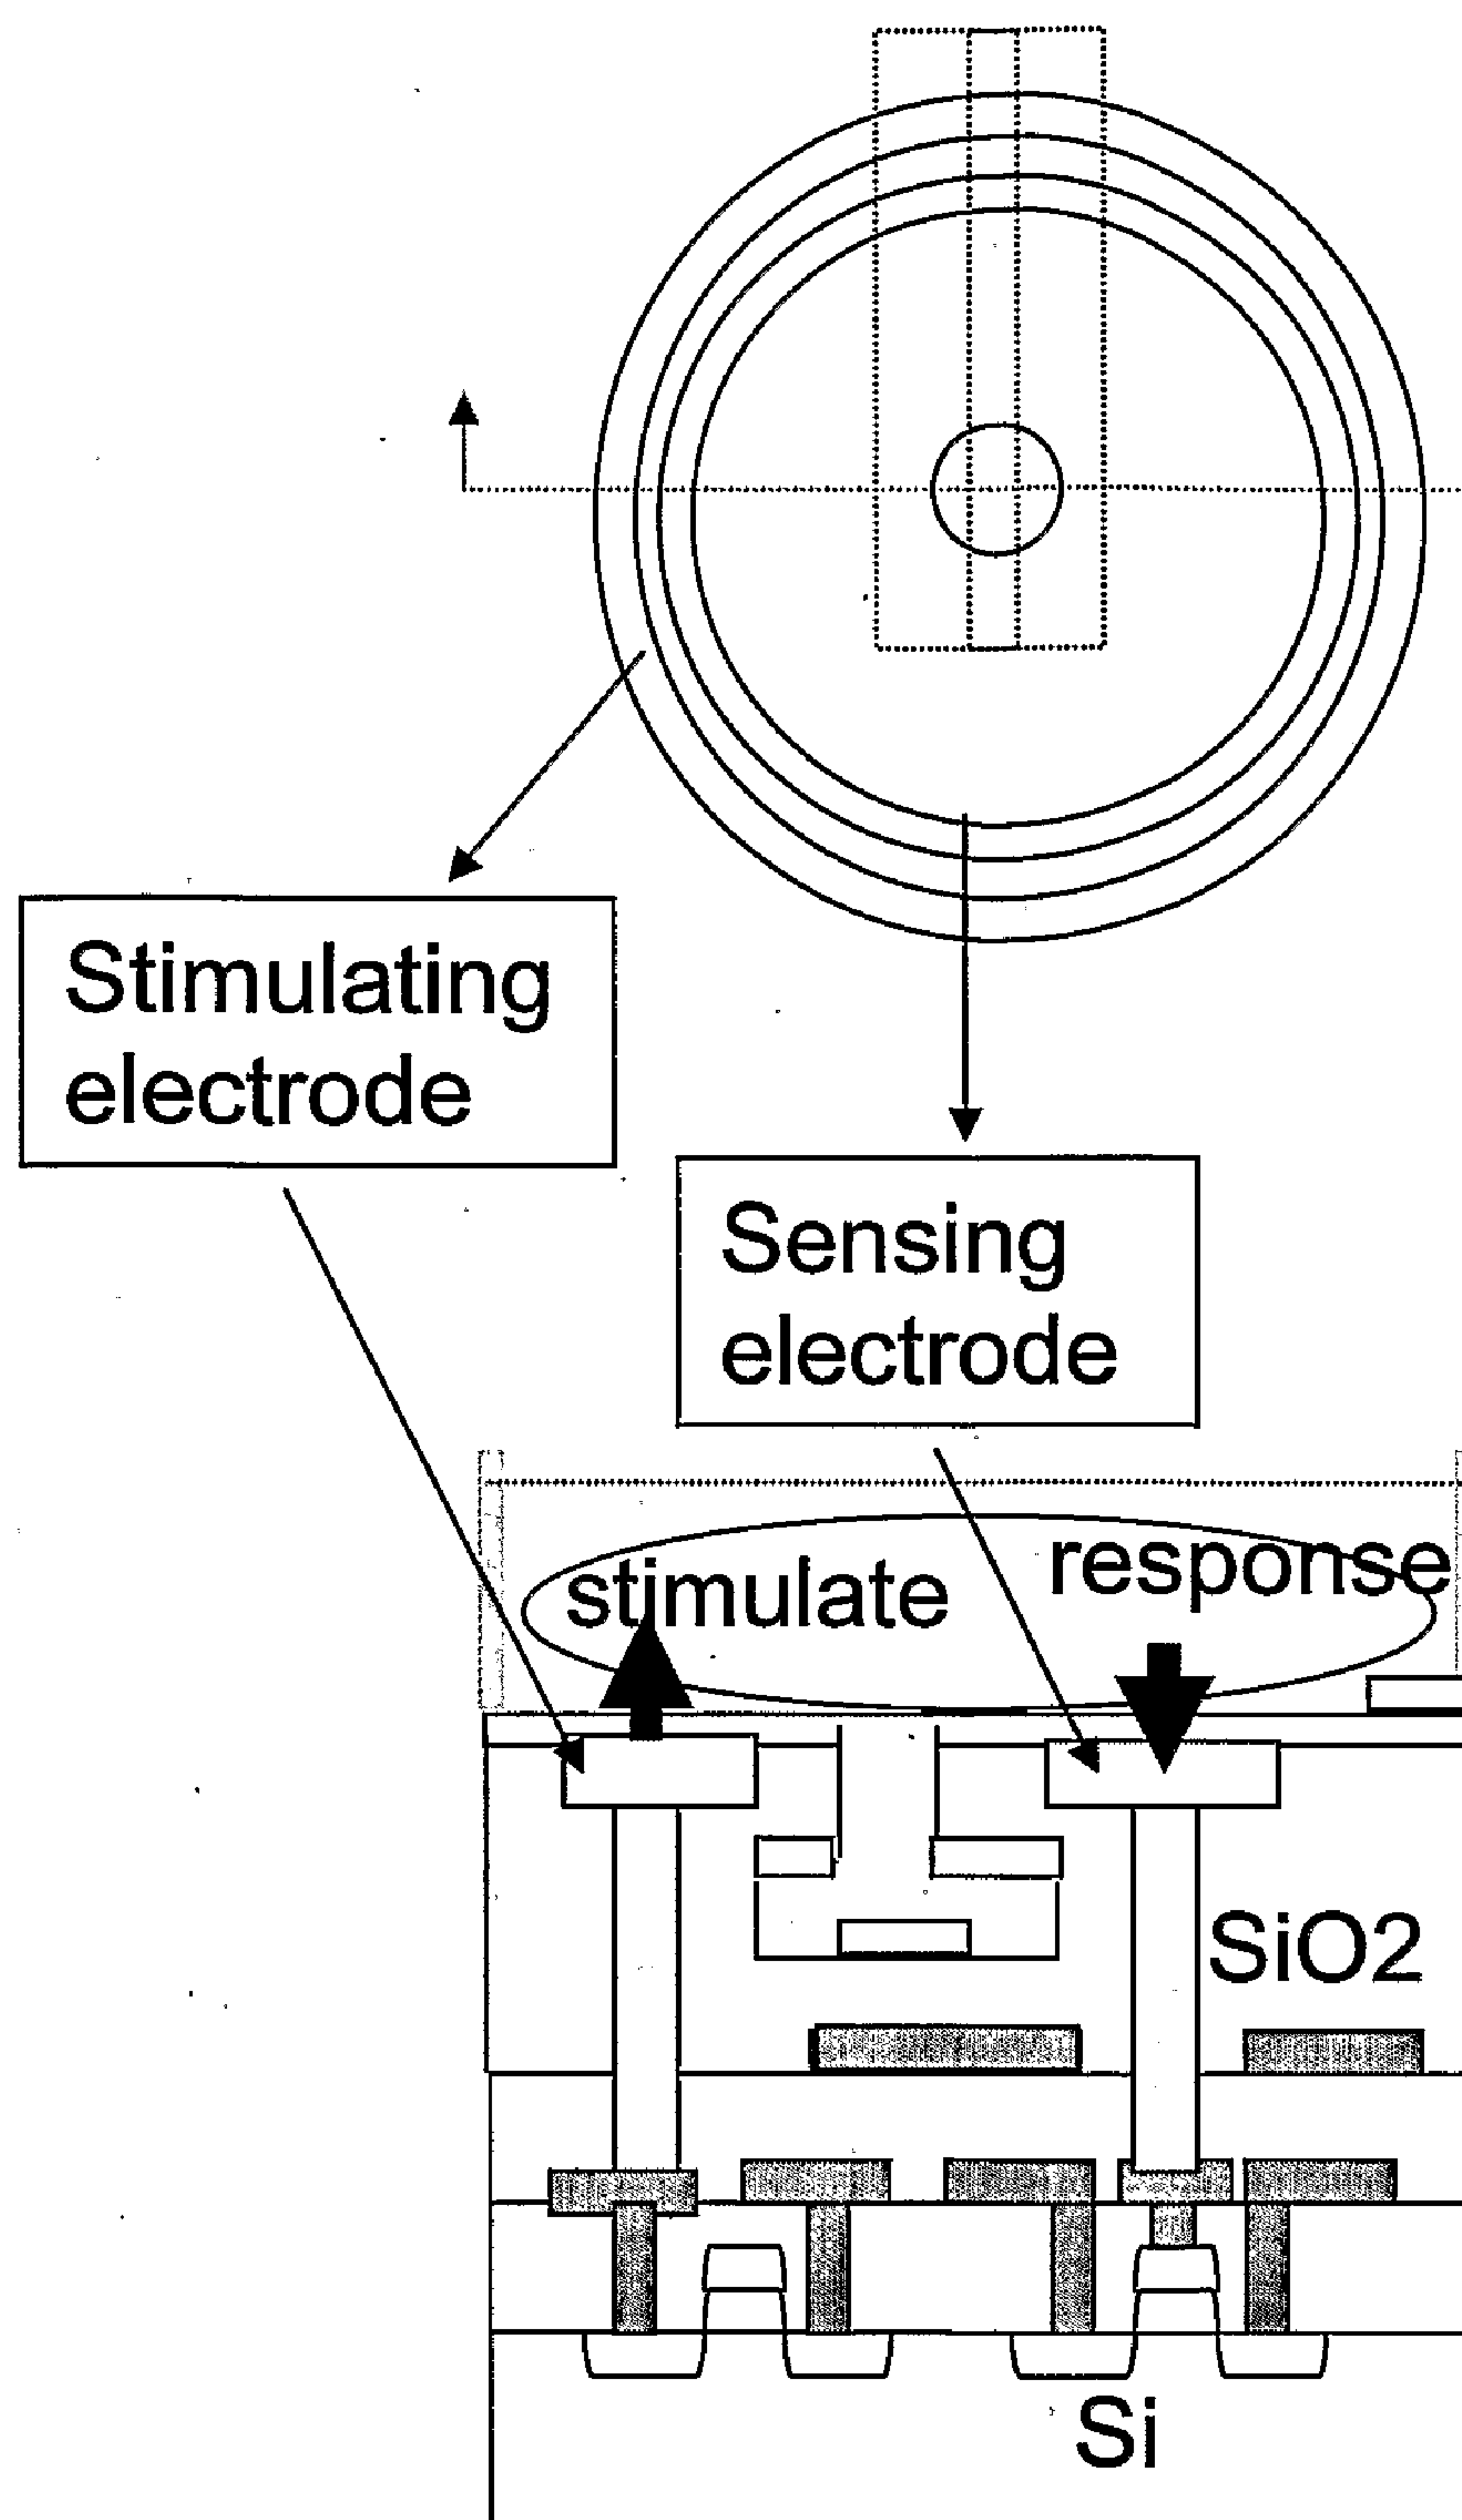 Stimulating
electrode
Sensing
electrode
stimulate
response
SiO2
Si